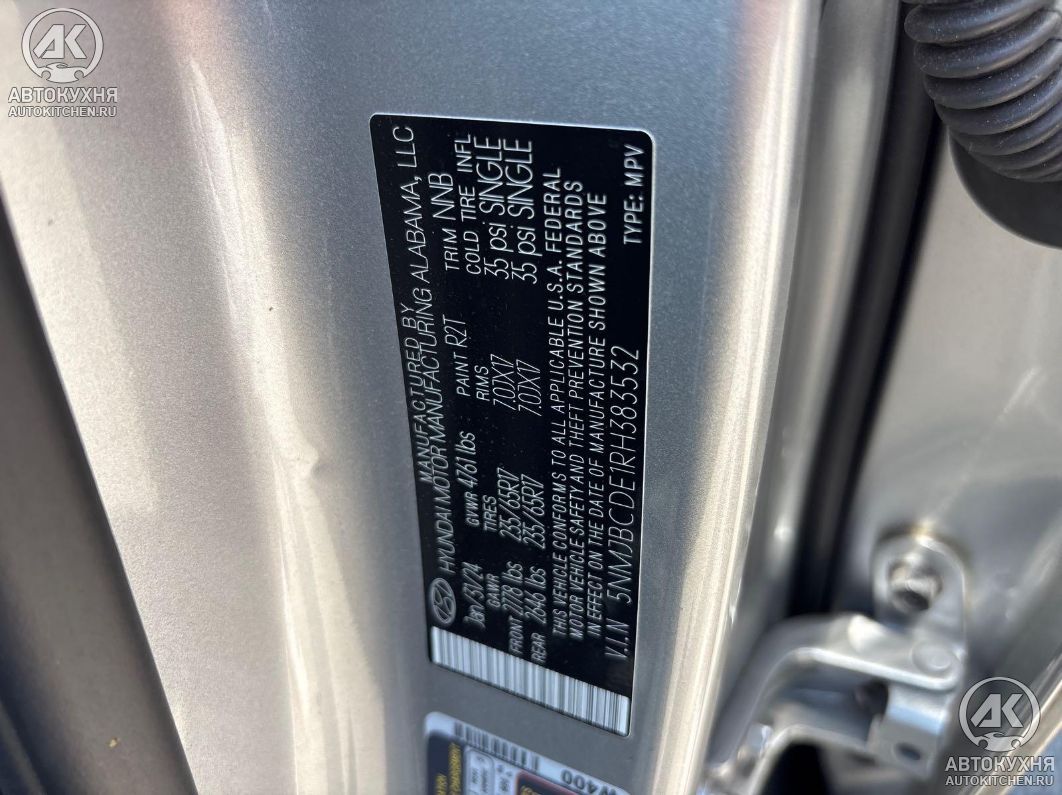 АК
АВТОКУХНЯ
AUTOKITCHEN.RU
MANUFACTURED BY
HYUNDAI MOTOR MANUFACTURING ALABAMA, LLC
Jan/31/24 GVWR 4761 lbs PAINT R2T TRIM NNB
GAWR TIRES RIMS COLD TIRE INFL
FRONT 2778 lbs 235/65R17 7.0JX17 35 psi SINGLE
REAR 2646 lbs 235/65R17 7.0JX17 35 psi SINGLE
THIS VEHICLE CONFORMS TO ALL APPLICABLE U.S.A. FEDERAL
MOTOR VEHICLE SAFETY AND THEFT PREVENTION STANDARDS
IN EFFECT ON THE DATE OF MANUFACTURE SHOWN ABOVE
V.I.N 5NMJBCDE1RH383532 TYPE: MPV
W400
АК
АВТОКУХНЯ
AUTOKITCHEN.RU